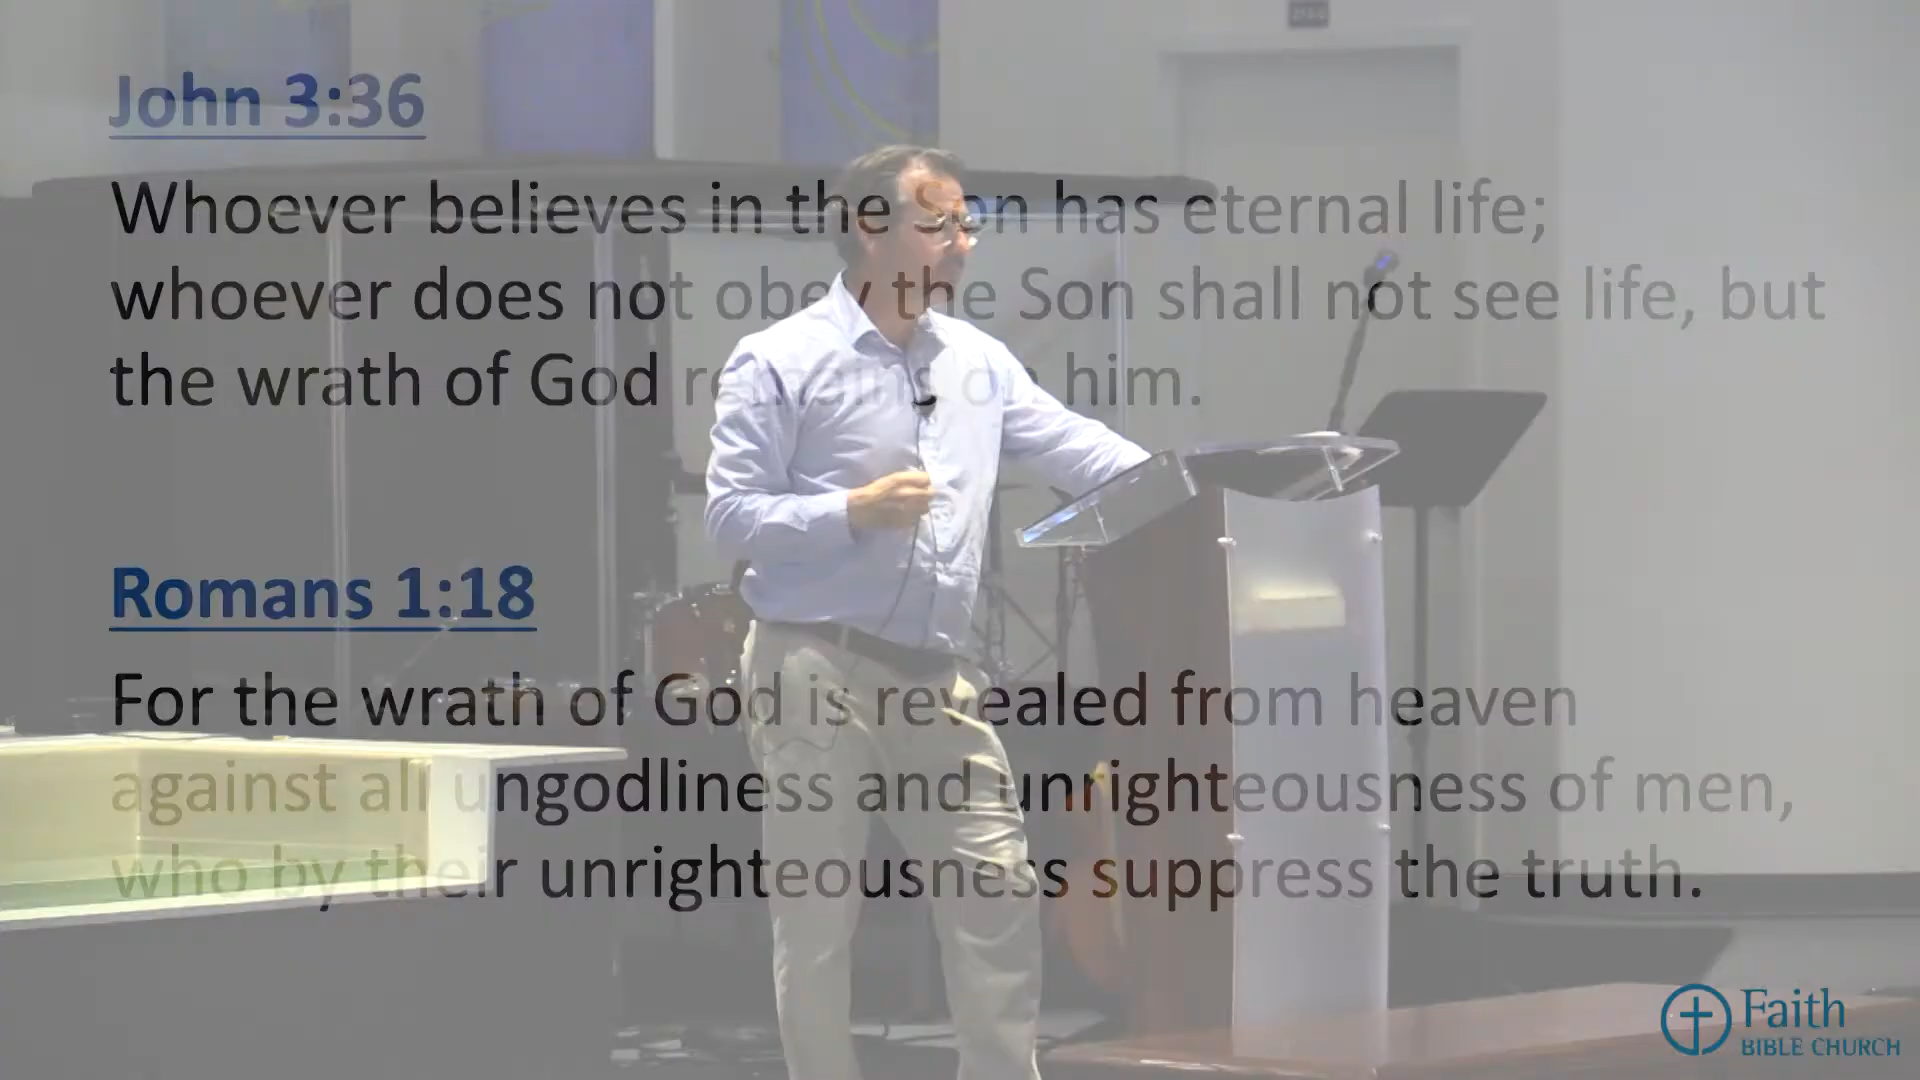 John 3:36
Whoever believes in the Son has eternal life;
whoever does not obey the Son shall not see life, but
the wrath of God remains on him.
Romans 1:18
For the wrath of God is revealed from heaven
against all ungodliness and unrighteousness of men,
who by their unrighteousness suppress the truth.
Faith
BIBLE CHURCH